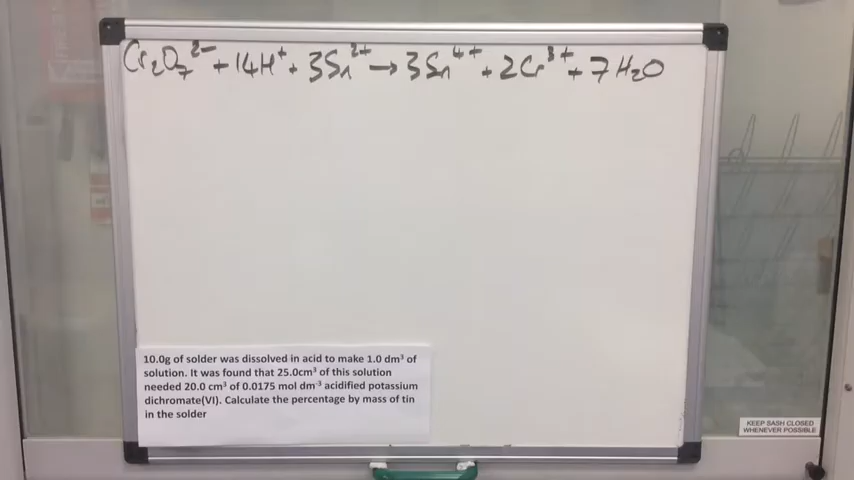 Cr₂O₇²⁻ + 14H⁺ + 3Sn²⁺ → 3Sn⁴⁺ + 2Cr³⁺ + 7H₂O
10.0g of solder was dissolved in acid to make 1.0 dm³ of
solution. It was found that 25.0cm³ of this solution
needed 20.0 cm³ of 0.0175 mol dm⁻³ acidified potassium
dichromate(VI). Calculate the percentage by mass of tin
in the solder
KEEP SASH CLOSED
WHENEVER POSSIBLE